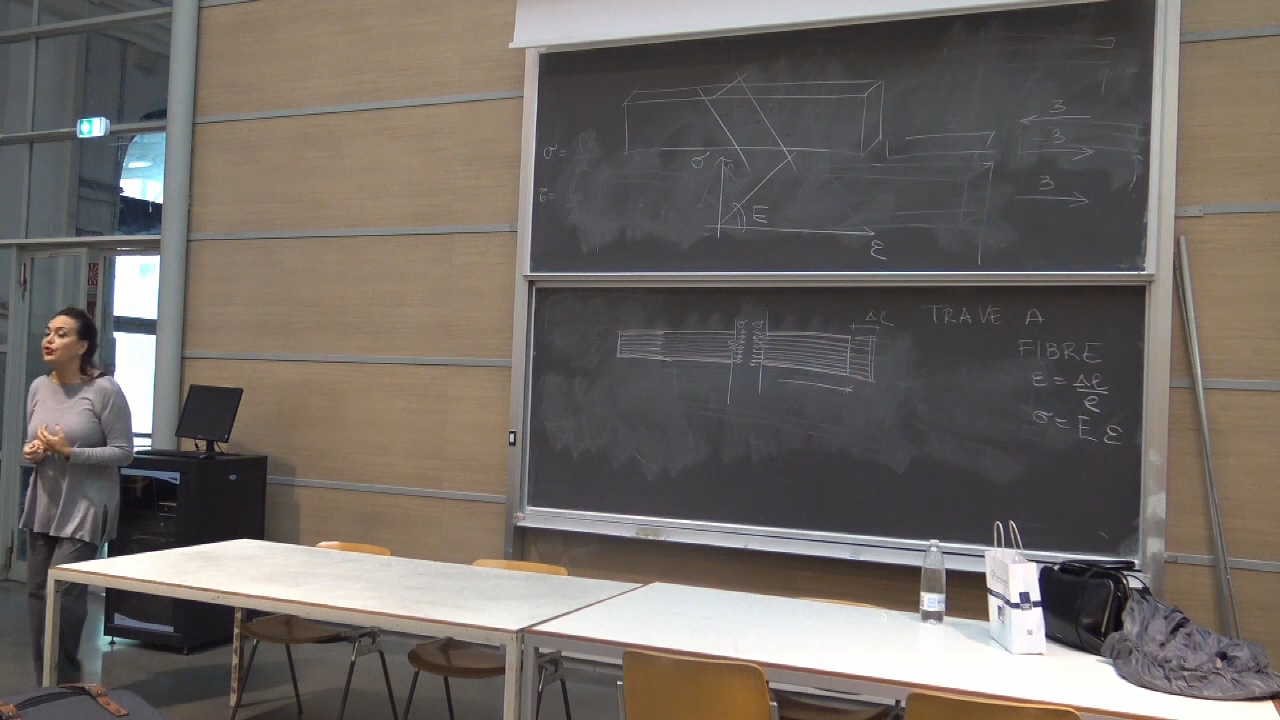 σ =
τ =
σ
E
ε
3
3
3
Δℓ
σ σ
TRAVE A
FIBRE
ε = Δℓ/ℓ
σ = E ε